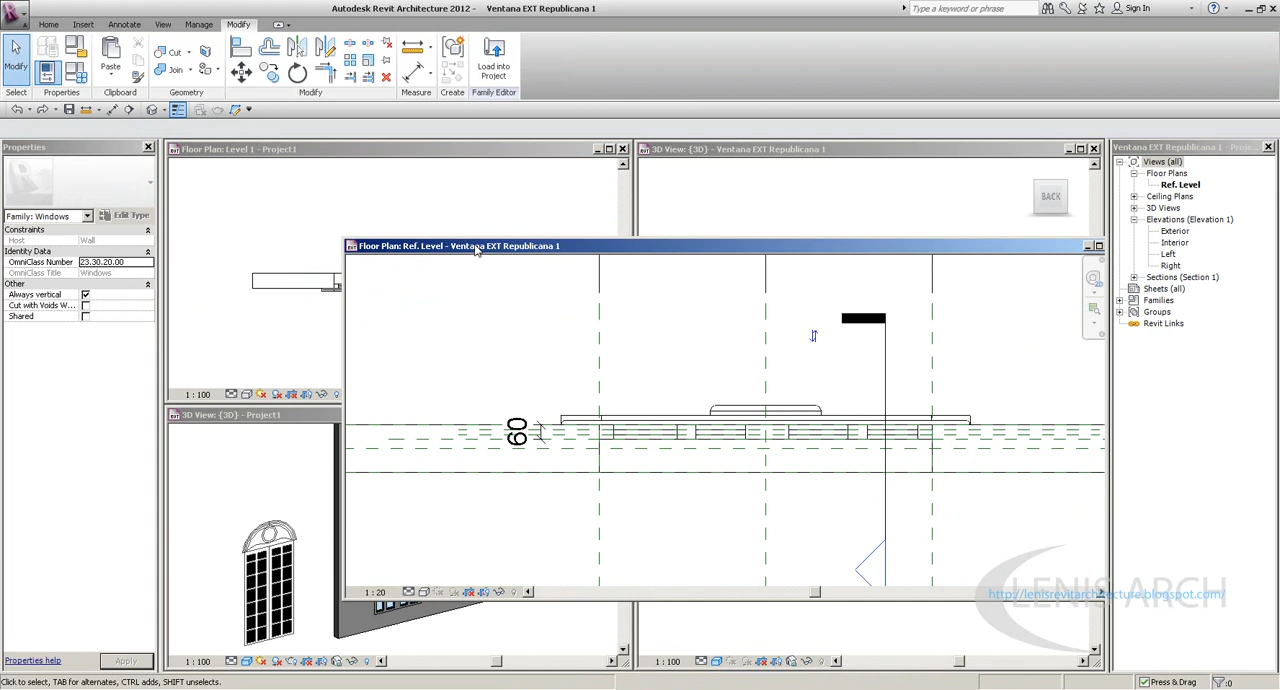 Autodesk Revit Architecture 2012 - Ventana EXT Republicana 1
Type a keyword or phrase
Sign In
Home
Insert
Annotate
View
Manage
Modify
Modify
Paste
Cut
Join
Load into
Project
Select
Properties
Clipboard
Geometry
Modify
Measure
Create
Family Editor
Properties
Family: Windows
Edit Type
Constraints
Host
Wall
Identity Data
OmniClass Number
23.30.20.00
OmniClass Title
Windows
Other
Always vertical
Cut with Voids W...
Shared
Properties help
Apply
Floor Plan: Level 1 - Project1
1 : 100
3D View: {3D} - Ventana EXT Republicana 1
BACK
Floor Plan: Ref. Level - Ventana EXT Republicana 1
2D
60
1 : 20
3D View: {3D} - Project1
1 : 100
1 : 100
Ventana EXT Republicana 1 - Proje...
Views (all)
Floor Plans
Ref. Level
Ceiling Plans
3D Views
Elevations (Elevation 1)
Exterior
Interior
Left
Right
Sections (Section 1)
Sheets (all)
Families
Groups
Revit Links
LENIS ARCH
http://lenisrevitarchitecture.blogspot.com/
Click to select, TAB for alternates, CTRL adds, SHIFT unselects.
Press & Drag
:0